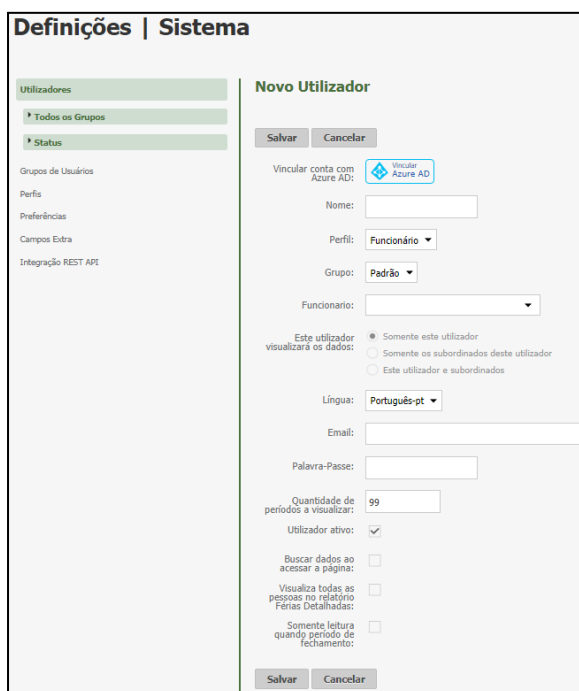 Definições | Sistema
Utilizadores
Todos os Grupos
Status
Grupos de Usuários
Perfis
Preferências
Campos Extra
Integração REST API
Novo Utilizador
Salvar Cancelar
Vincular conta com
Azure AD:
Vincular
Azure AD
Nome:
Perfil: Funcionário
Grupo: Padrão
Funcionario:
Este utilizador
visualizará os dados:
Somente este utilizador
Somente os subordinados deste utilizador
Este utilizador e subordinados
Língua: Português-pt
Email:
Palavra-Passe:
Quantidade de
períodos a visualizar:
99
Utilizador ativo:
Buscar dados ao
acessar a página:
Visualiza todas as
pessoas no relatório
Férias Detalhadas:
Somente leitura
quando período de
fechamento:
Salvar Cancelar